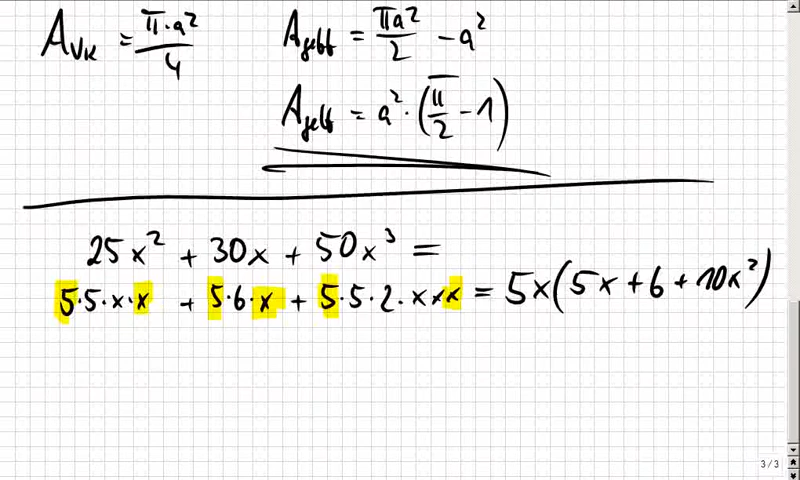 A_VK = π·a²/4
A_gelb = πa²/2 − a²
A_gelb = a²·(π/2 − 1)
25x² + 30x + 50x³ =
5·5·x·x + 5·6·x + 5·5·2·xxx = 5x(5x + 6 + 10x²)
3/3